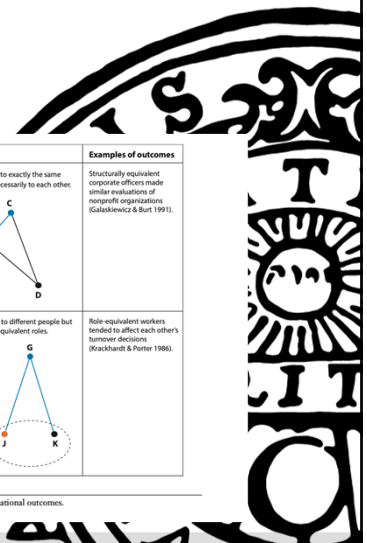 Examples of outcomes
to exactly the same
cessarily to each other.
Structurally equivalent
corporate officers made
similar evaluations of
nonprofit organizations
(Galaskiewicz & Burt 1991).
C
D
to different people but
quivalent roles.
Role-equivalent workers
tended to affect each other's
turnover decisions
(Krackhardt & Porter 1986).
G
J
K
ational outcomes.